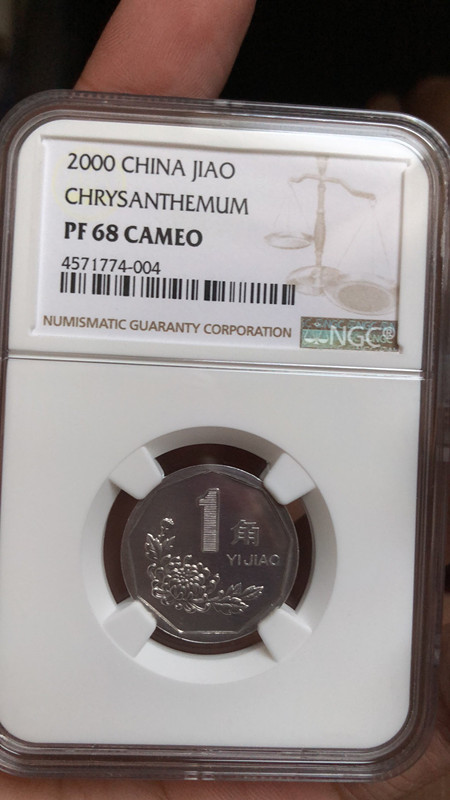 2000 CHINA JIAO
CHRYSANTHEMUM
PF 68 CAMEO
4571774-004
NUMISMATIC GUARANTY CORPORATION
NGC
1 角
YI JIAO